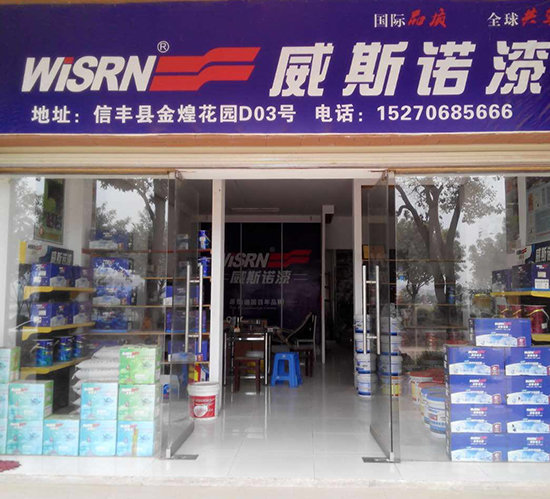 国际品质 全球共
WiSRN® 威斯诺漆
地址：信丰县金煌花园D03号 电话：15270685666
WiSRN
威斯诺漆